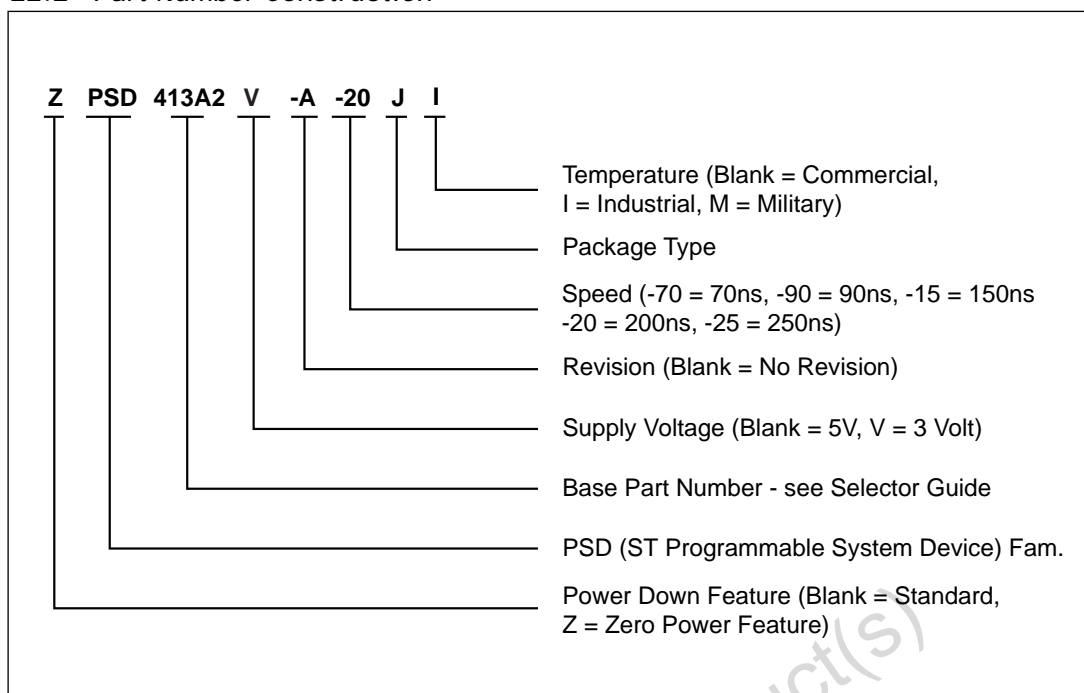 Z PSD 413A2 V -A -20 J I
Temperature (Blank = Commercial,
I = Industrial, M = Military)
Package Type
Speed (-70 = 70ns, -90 = 90ns, -15 = 150ns
-20 = 200ns, -25 = 250ns)
Revision (Blank = No Revision)
Supply Voltage (Blank = 5V, V = 3 Volt)
Base Part Number - see Selector Guide
PSD (ST Programmable System Device) Fam.
Power Down Feature (Blank = Standard,
Z = Zero Power Feature)